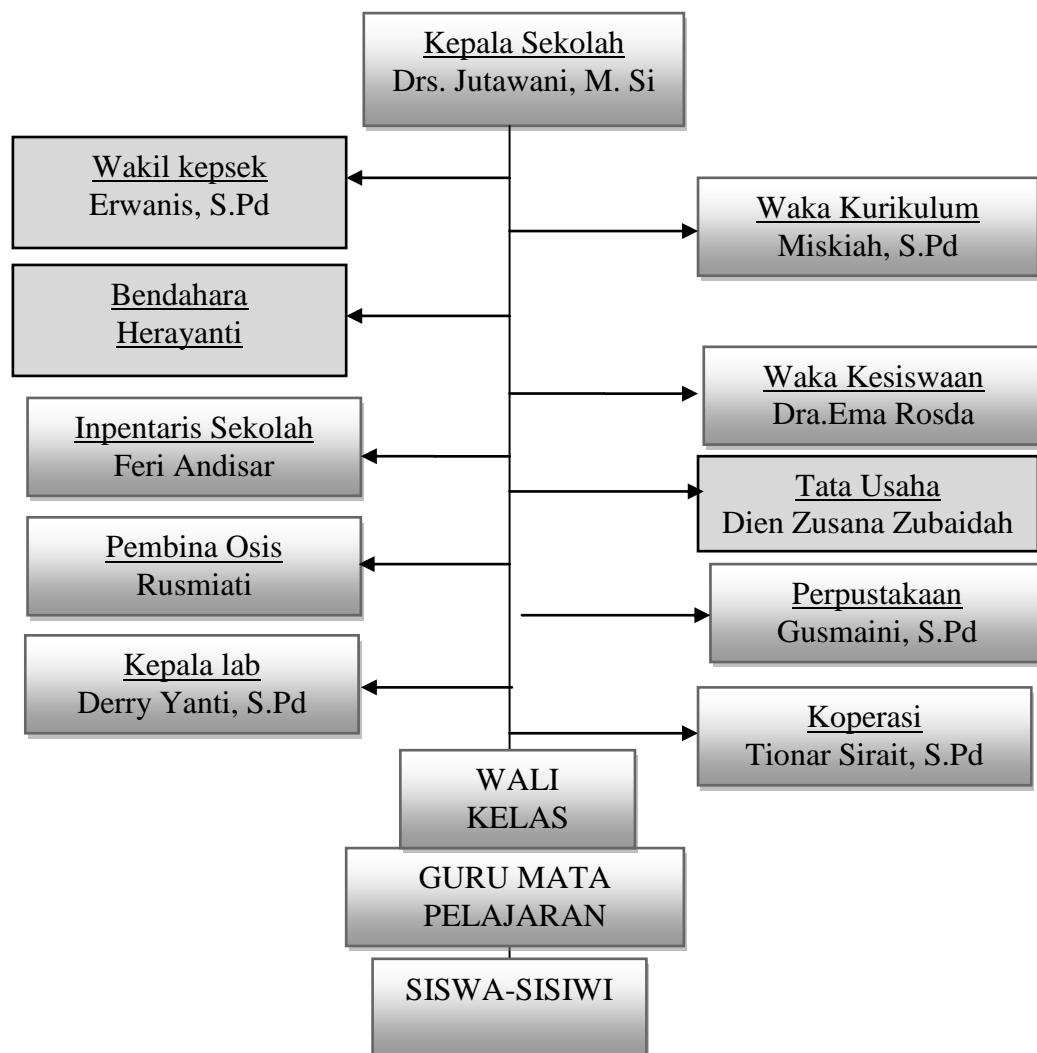 Kepala Sekolah
Drs. Jutawani, M. Si
Wakil kepsek
Erwanis, S.Pd
Waka Kurikulum
Miskiah, S.Pd
Bendahara
Herayanti
Waka Kesiswaan
Dra.Ema Rosda
Inpentaris Sekolah
Feri Andisar
Tata Usaha
Dien Zusana Zubaidah
Pembina Osis
Rusmiati
Perpustakaan
Gusmaini, S.Pd
Kepala lab
Derry Yanti, S.Pd
Koperasi
Tionar Sirait, S.Pd
WALI
KELAS
GURU MATA
PELAJARAN
SISWA-SISIWI